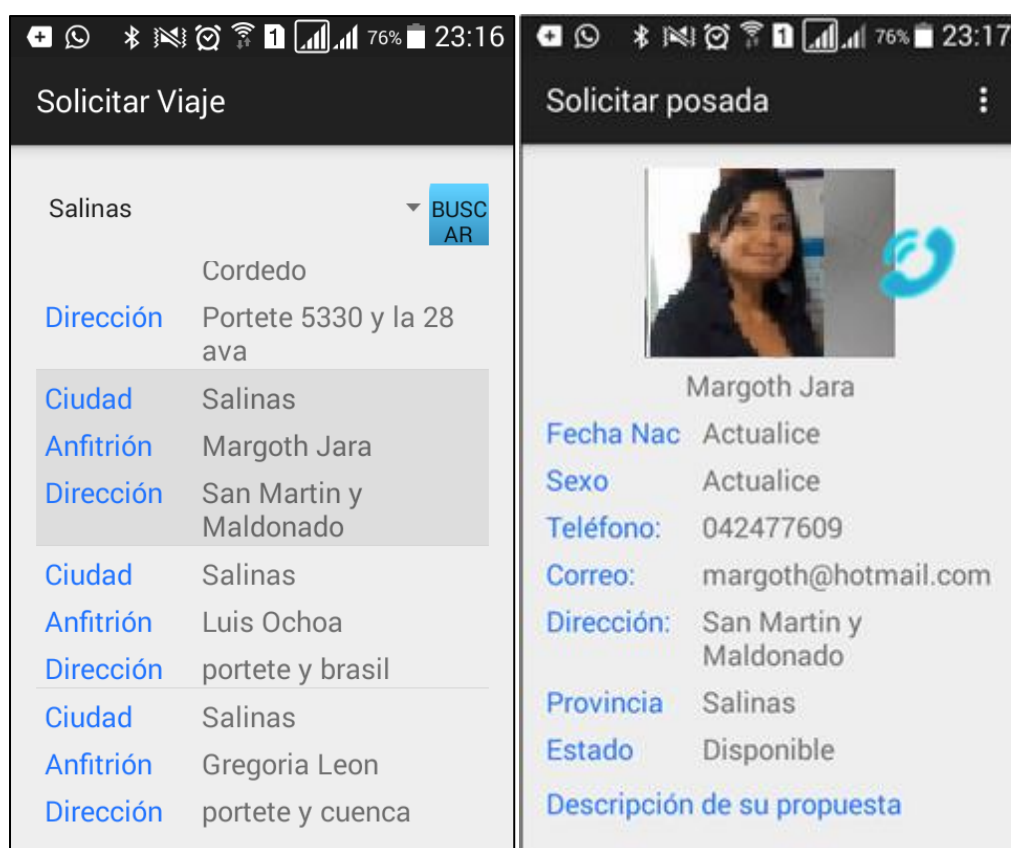 76% 23:16
Solicitar Viaje
Salinas
BUSC
AR
Cordedo
Dirección Portete 5330 y la 28
ava
Ciudad Salinas
Anfitrión Margoth Jara
Dirección San Martin y
Maldonado
Ciudad Salinas
Anfitrión Luis Ochoa
Dirección portete y brasil
Ciudad Salinas
Anfitrión Gregoria Leon
Dirección portete y cuenca
1 76% 23:17
Solicitar posada
Margoth Jara
Fecha Nac Actualice
Sexo Actualice
Teléfono: 042477609
Correo: margoth@hotmail.com
Dirección: San Martin y
Maldonado
Provincia Salinas
Estado Disponible
Descripción de su propuesta